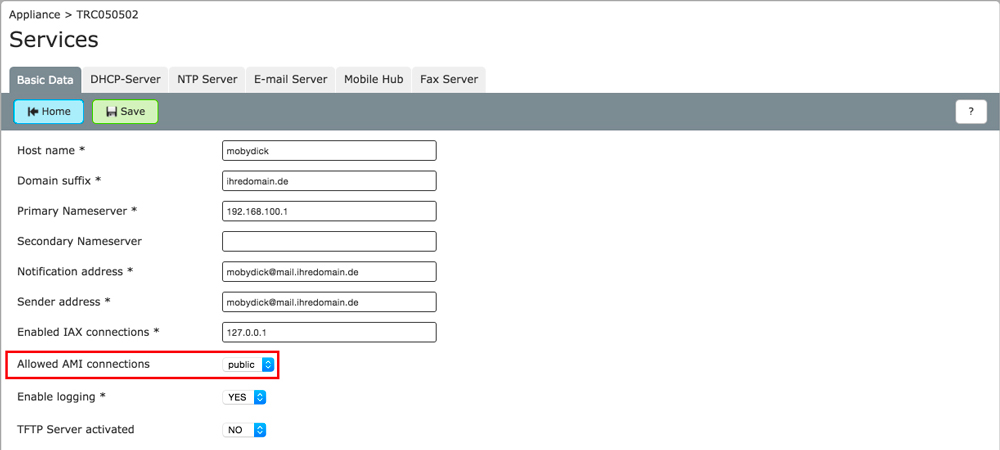 Appliance > TRC050502
Services
Basic Data DHCP-Server NTP Server E-mail Server Mobile Hub Fax Server
Home Save ?
Host name * mobydick
Domain suffix * ihredomain.de
Primary Nameserver * 192.168.100.1
Secondary Nameserver
Notification address * mobydick@mail.ihredomain.de
Sender address * mobydick@mail.ihredomain.de
Enabled IAX connections * 127.0.0.1
Allowed AMI connections public
Enable logging * YES
TFTP Server activated NO